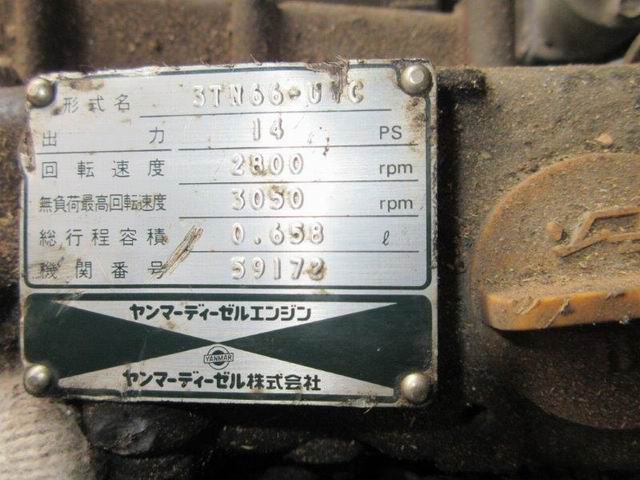 形式名 3TN66-U1C
出力 14 PS
回転速度 2800 rpm
無負荷最高回転速度 3050 rpm
総行程容積 0.658 ℓ
機関番号 59172
ヤンマーディーゼルエンジン
YANMAR
ヤンマーディーゼル株式会社